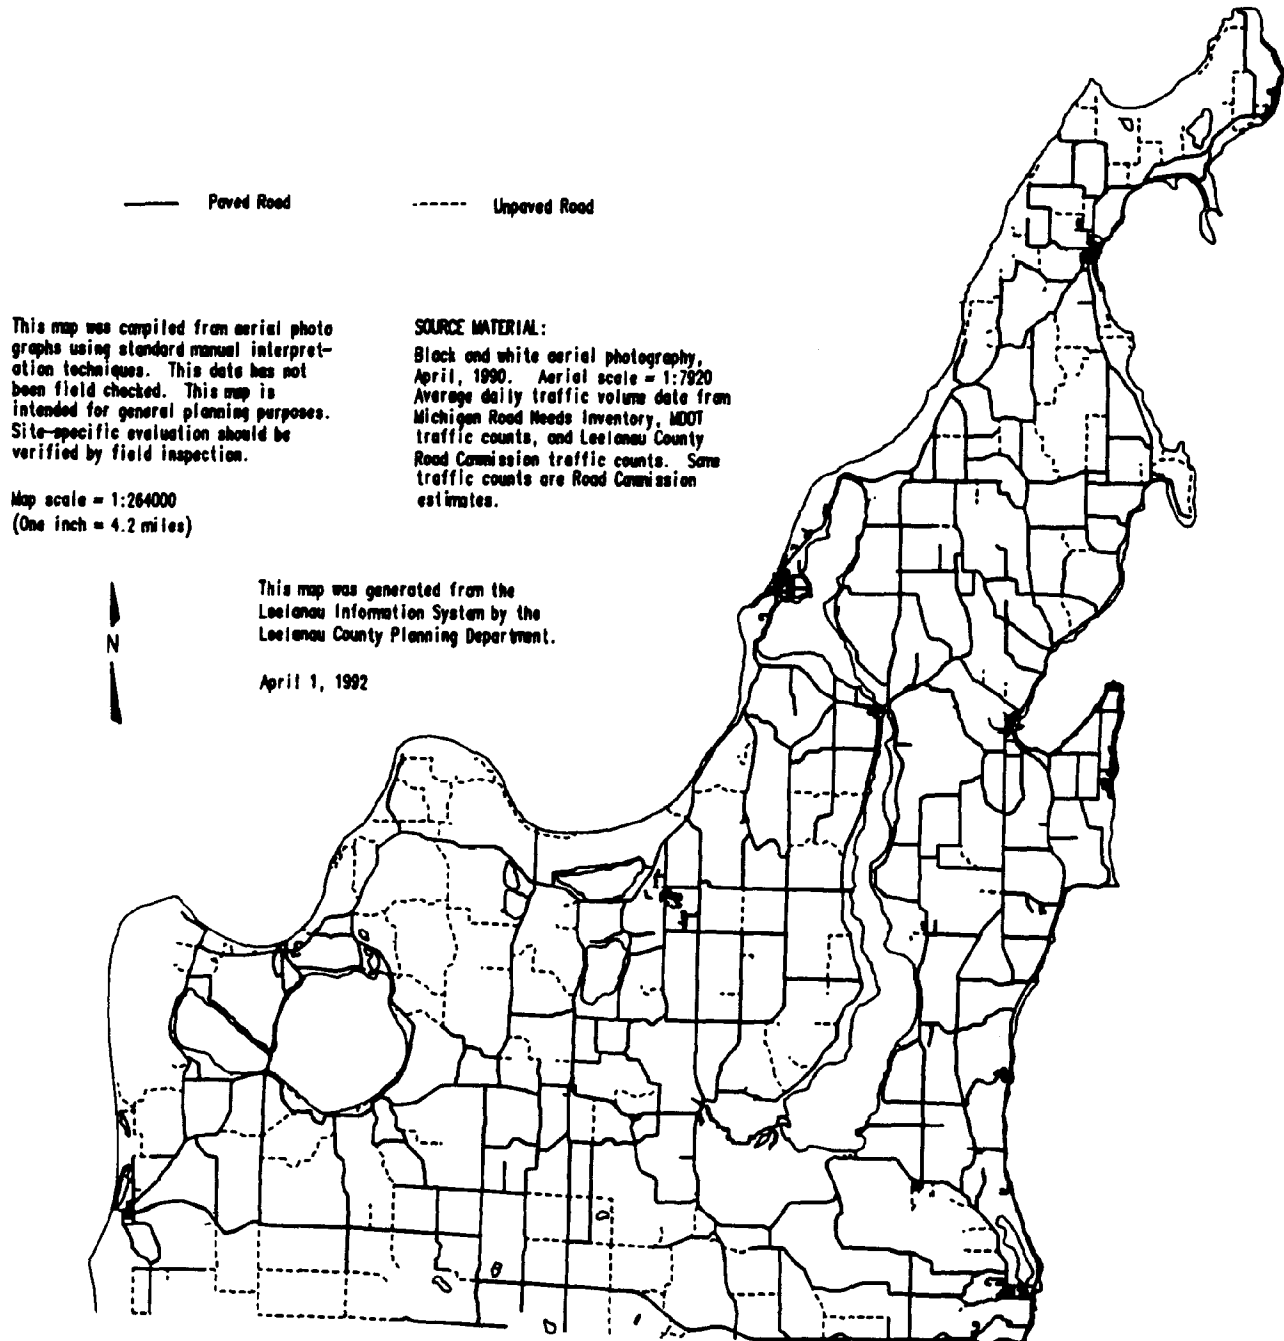 Paved Road
Unpaved Road
This map was compiled from aerial photo
graphs using standard manual interpret-
ation techniques. This data has not
been field checked. This map is
intended for general planning purposes.
Site-specific evaluation should be
verified by field inspection.
Map scale = 1:264000
(One inch = 4.2 miles)
SOURCE MATERIAL:
Black and white aerial photography,
April, 1990. Aerial scale = 1:7920
Average daily traffic volume data from
Michigan Road Needs Inventory, MDOT
traffic counts, and Leelanau County
Road Commission traffic counts. Some
traffic counts are Road Commission
estimates.
N
This map was generated from the
Leelanau Information System by the
Leelanau County Planning Department.
April 1, 1992